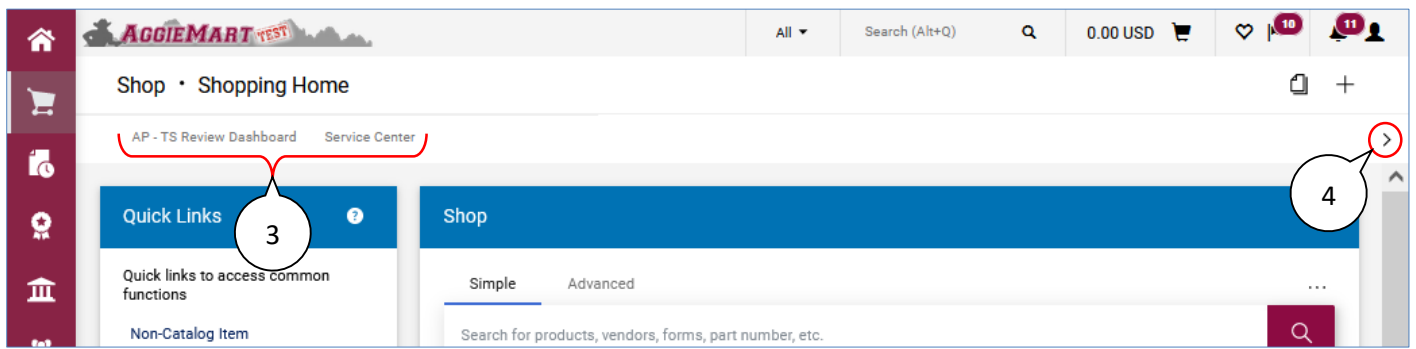 AGGIEMART TEST
All
Search (Alt+Q)
0.00 USD
10
11
Shop · Shopping Home
AP - TS Review Dashboard Service Center
3
4
Quick Links ?
Shop
Quick links to access common
functions
Simple Advanced ...
Non-Catalog Item
Search for products, vendors, forms, part number, etc.